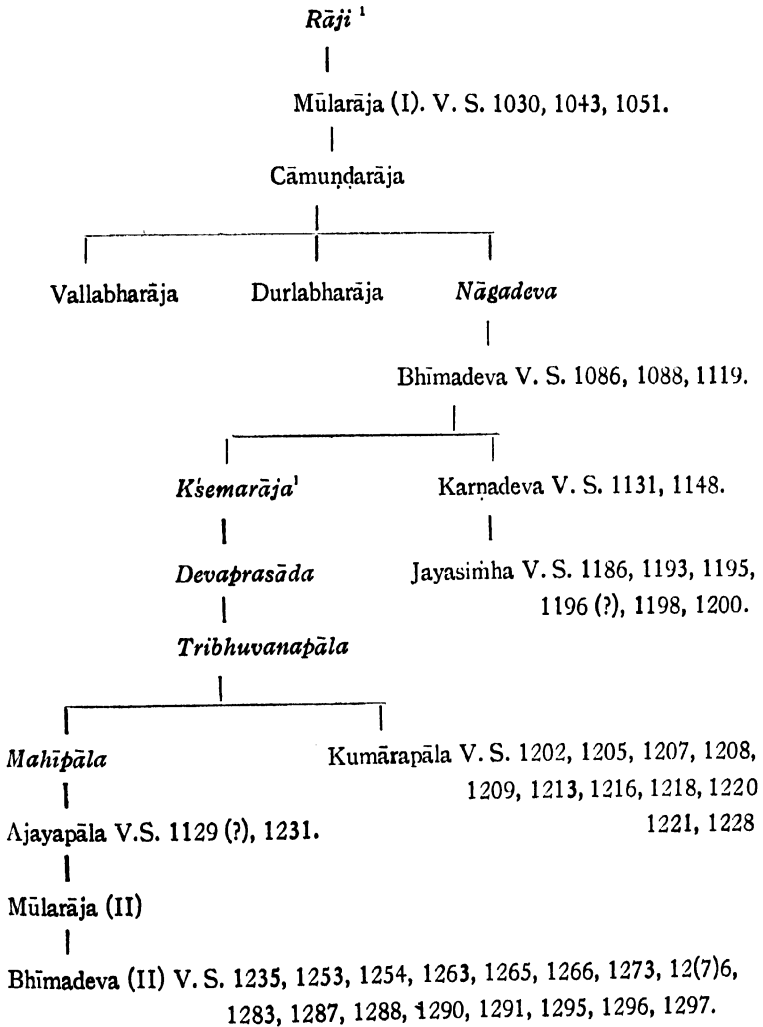 Rāji ¹
Mūlarāja (I). V. S. 1030, 1043, 1051.
Cāmuṇḍarāja
Vallabharāja Durlabharāja Nāgadeva
Bhīmadeva V. S. 1086, 1088, 1119.
Kśemarāja¹ Karṇadeva V. S. 1131, 1148.
Devaprasāda Jayasiṁha V. S. 1186, 1193, 1195,
1196 (?), 1198, 1200.
Tribhuvanapāla
Mahīpāla Kumārapāla V. S. 1202, 1205, 1207, 1208,
1209, 1213, 1216, 1218, 1220
Ajayapāla V.S. 1129 (?), 1231. 1221, 1228
Mūlarāja (II)
Bhīmadeva (II) V. S. 1235, 1253, 1254, 1263, 1265, 1266, 1273, 12(7)6,
1283, 1287, 1288, 1290, 1291, 1295, 1296, 1297.